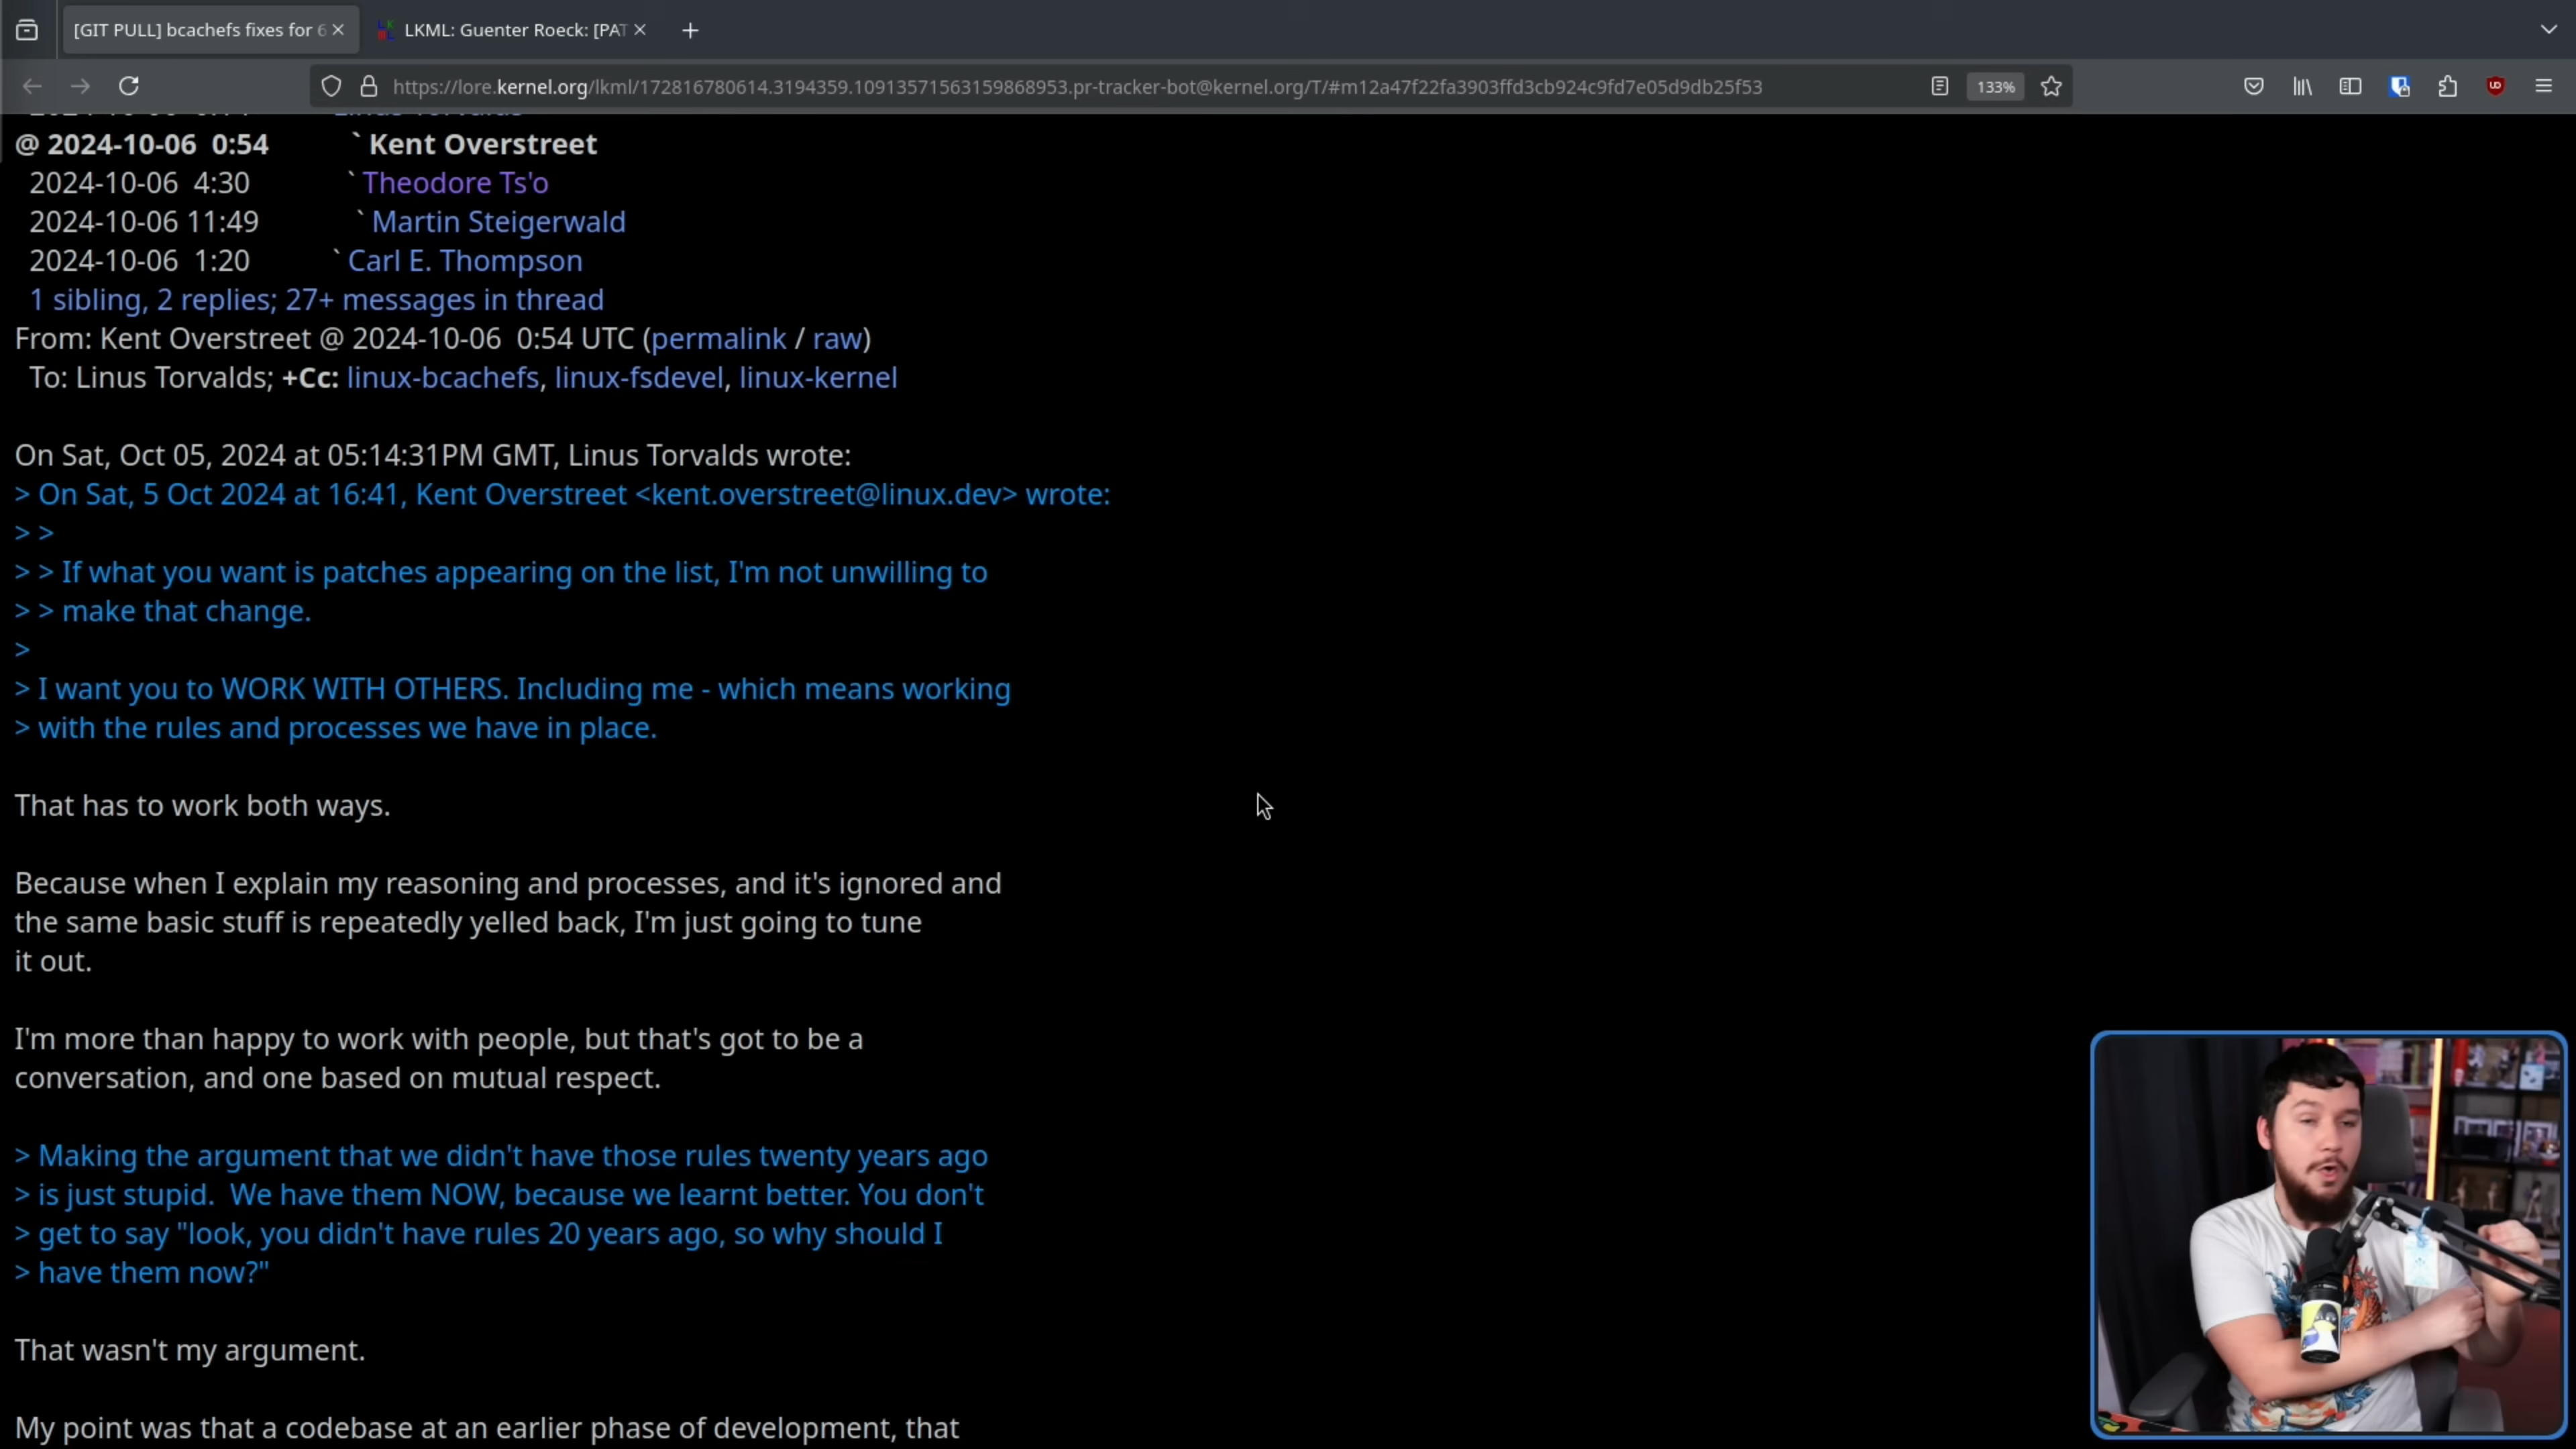 [GIT PULL] bcachefs fixes for 6
LKML: Guenter Roeck: [PAT
https://lore.kernel.org/lkml/172816780614.3194359.10913571563159868953.pr-tracker-bot@kernel.org/T/#m12a47f22fa3903ffd3cb924c9fd7e05d9db25f53
133%
@ 2024-10-06 0:54 ` Kent Overstreet
2024-10-06 4:30 ` Theodore Ts'o
2024-10-06 11:49 ` Martin Steigerwald
2024-10-06 1:20 ` Carl E. Thompson
1 sibling, 2 replies; 27+ messages in thread
From: Kent Overstreet @ 2024-10-06 0:54 UTC (permalink / raw)
To: Linus Torvalds; +Cc: linux-bcachefs, linux-fsdevel, linux-kernel
On Sat, Oct 05, 2024 at 05:14:31PM GMT, Linus Torvalds wrote:
> On Sat, 5 Oct 2024 at 16:41, Kent Overstreet <kent.overstreet@linux.dev> wrote:
> >
> > If what you want is patches appearing on the list, I'm not unwilling to
> > make that change.
>
> I want you to WORK WITH OTHERS. Including me - which means working
> with the rules and processes we have in place.
That has to work both ways.
Because when I explain my reasoning and processes, and it's ignored and
the same basic stuff is repeatedly yelled back, I'm just going to tune
it out.
I'm more than happy to work with people, but that's got to be a
conversation, and one based on mutual respect.
> Making the argument that we didn't have those rules twenty years ago
> is just stupid.  We have them NOW, because we learnt better. You don't
> get to say "look, you didn't have rules 20 years ago, so why should I
> have them now?"
That wasn't my argument.
My point was that a codebase at an earlier phase of development, that